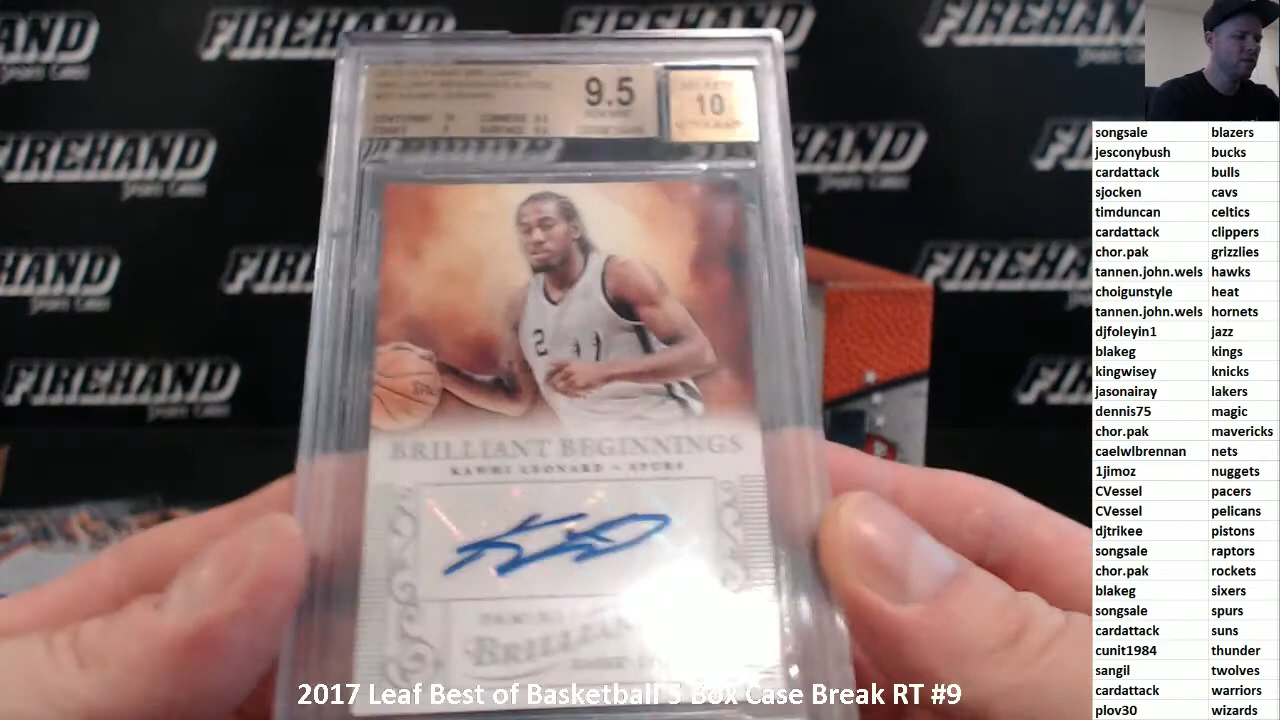 FIREHAND
FIREHAND
FIREHAND
SPORTS CARDS
9.5
10
2
BRILLIANT BEGINNINGS
KAWHI LEONARD - SPURS
2017 Leaf Best of Basketball 5 Box Case Break RT #9
songsale blazers
jesconybush bucks
cardattack bulls
sjocken cavs
timduncan celtics
cardattack clippers
chor.pak grizzlies
tannen.john.wels hawks
choigunstyle heat
tannen.john.wels hornets
djfoleyin1 jazz
blakeg kings
kingwisey knicks
jasonairay lakers
dennis75 magic
chor.pak mavericks
caelwlbrennan nets
1jimoz nuggets
CVessel pacers
CVessel pelicans
djtrikee pistons
songsale raptors
chor.pak rockets
blakeg sixers
songsale spurs
cardattack suns
cunit1984 thunder
sangil twolves
cardattack warriors
plov30 wizards